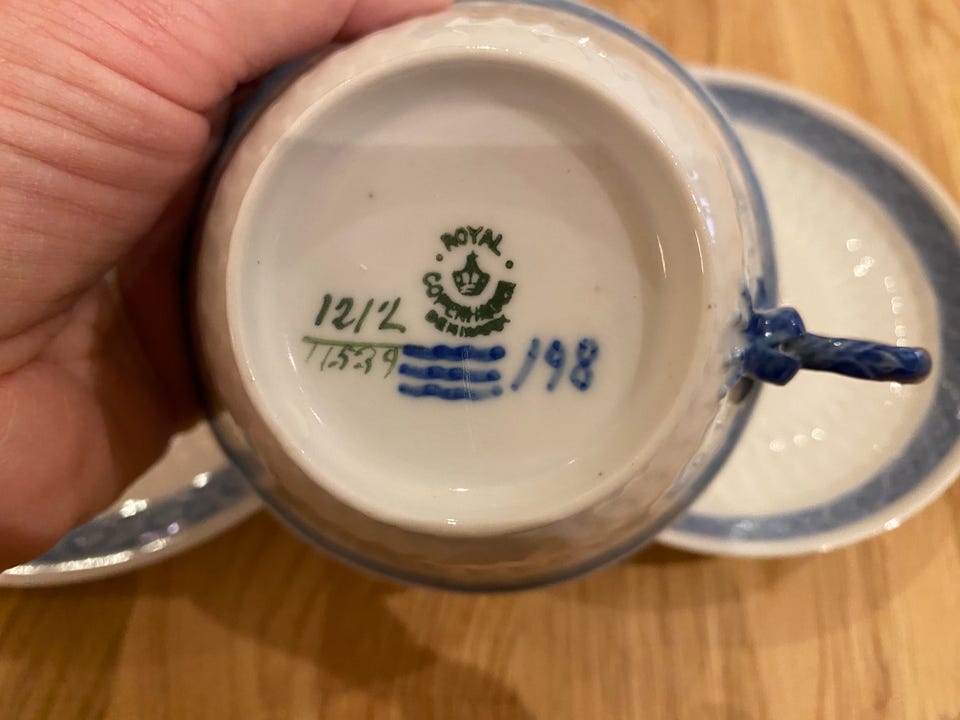 ROYAL
COPENHAGEN
DENMARK
1212
11539
198